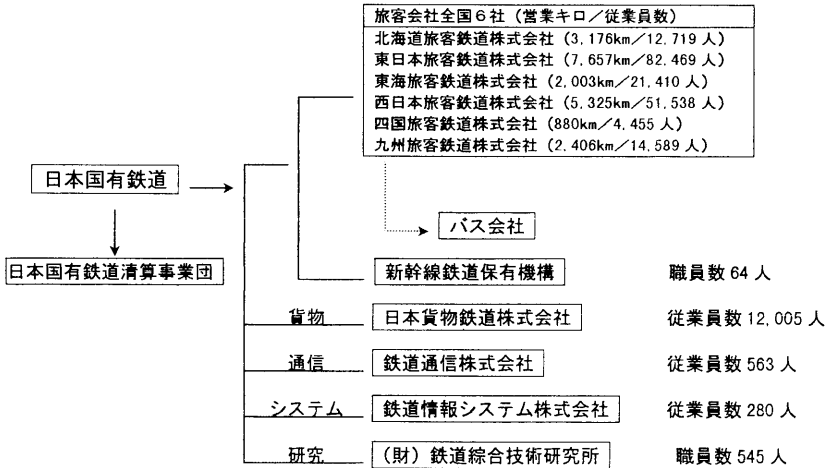 旅客会社全国6社(営業キロ/従業員数)
北海道旅客鉄道株式会社(3,176km/12,719人)
東日本旅客鉄道株式会社(7,657km/82,469人)
東海旅客鉄道株式会社(2,003km/21,410人)
西日本旅客鉄道株式会社(5,325km/51,538人)
四国旅客鉄道株式会社(880km/4,455人)
九州旅客鉄道株式会社(2,406km/14,589人)
日本国有鉄道
バス会社
日本国有鉄道清算事業団
新幹線鉄道保有機構 職員数64人
貨物 日本貨物鉄道株式会社 従業員数12,005人
通信 鉄道通信株式会社 従業員数563人
システム 鉄道情報システム株式会社 従業員数280人
研究 (財)鉄道綜合技術研究所 職員数545人